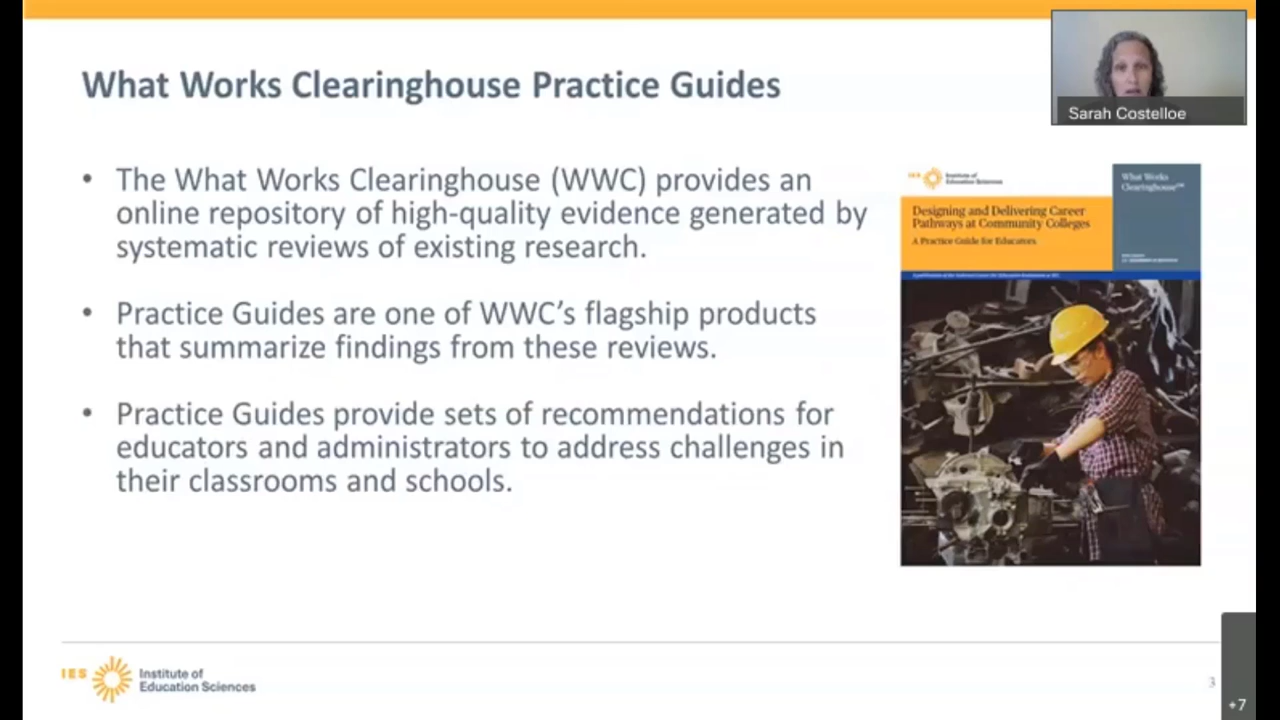 What Works Clearinghouse Practice Guides
Sarah Costelloe
• The What Works Clearinghouse (WWC) provides an
online repository of high-quality evidence generated by
systematic reviews of existing research.
• Practice Guides are one of WWC’s flagship products
that summarize findings from these reviews.
• Practice Guides provide sets of recommendations for
educators and administrators to address challenges in
their classrooms and schools.
IES Institute of
Education Sciences
What Works
Clearinghouse™
Designing and Delivering Career
Pathways at Community Colleges
A Practice Guide for Educators
IES Institute of
Education Sciences
3
+7